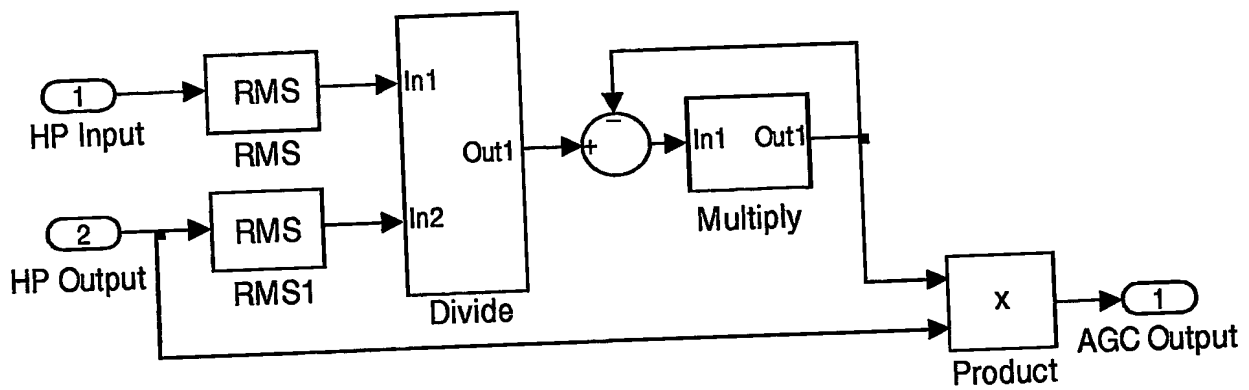 1
HP Input
RMS
RMS
In1
In2
Out1
Divide
2
HP Output
RMS
RMS1
+
−
In1 Out1
Multiply
x
Product
1
AGC Output